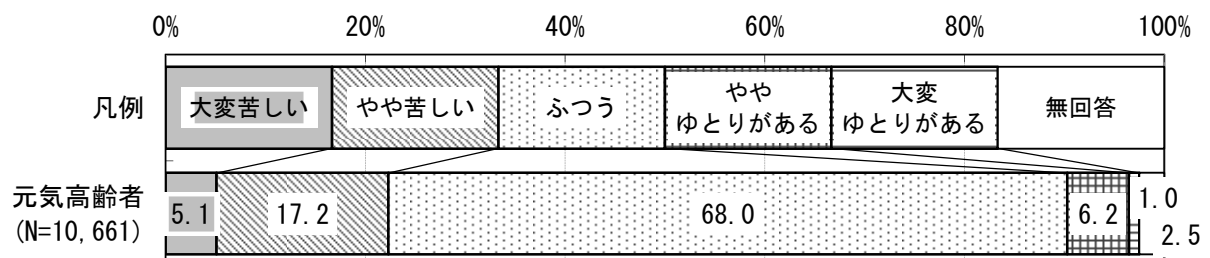 0% 20% 40% 60% 80% 100%
凡例 大変苦しい やや苦しい ふつう やや ゆとりがある 大変 ゆとりがある 無回答
元気高齢者
(N=10,661)
5.1 17.2 68.0 6.2 1.0
2.5